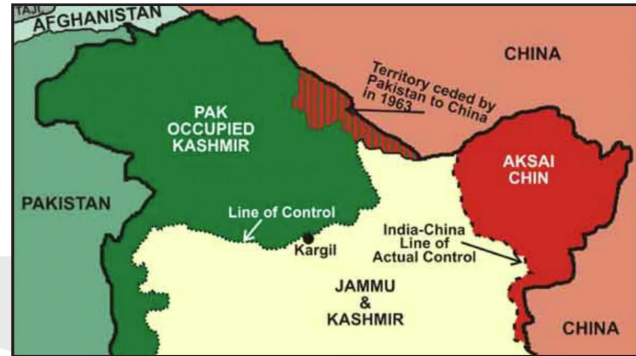 TAJI.
AFGHANISTAN
CHINA
Territory ceded by
Pakistan to China
in 1963
PAK
OCCUPIED
KASHMIR
AKSAI
CHIN
PAKISTAN
Line of Control
Kargil
India-China
Line of
Actual Control
JAMMU
&
KASHMIR
CHINA